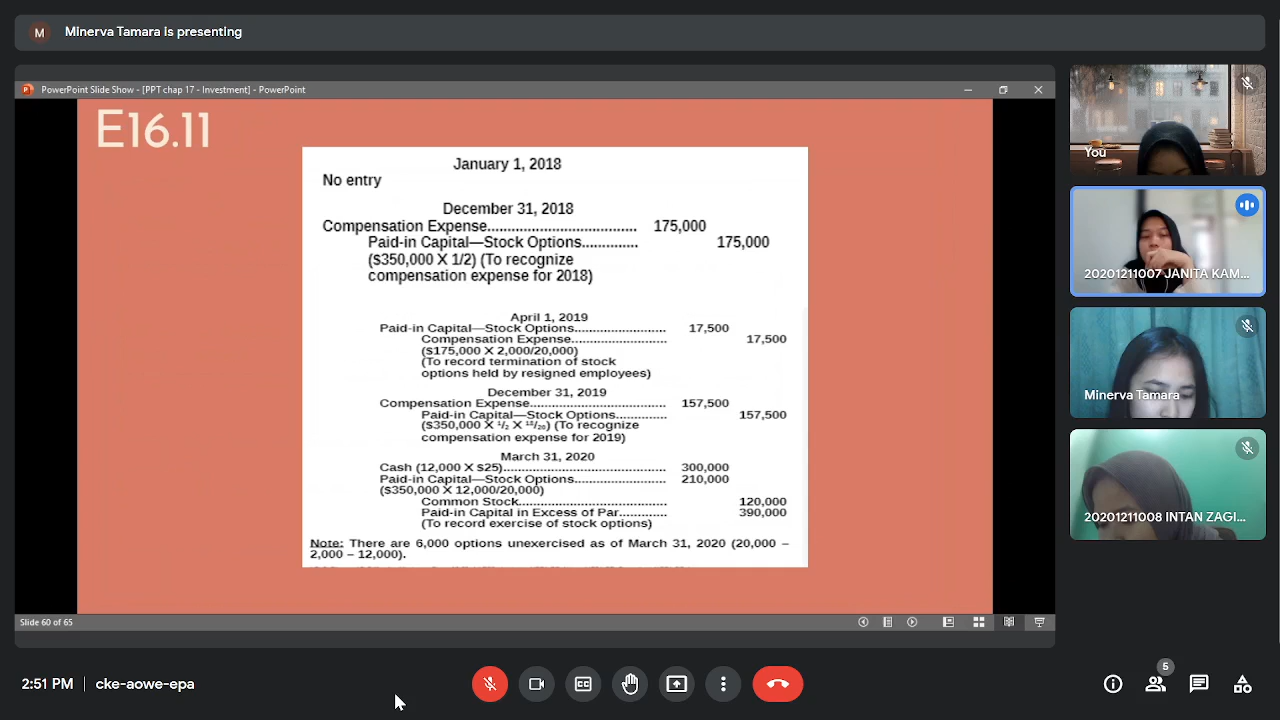 M Minerva Tamara is presenting
PowerPoint Slide Show - [PPT chap 17 - Investment] - PowerPoint
E16.11
January 1, 2018
No entry
December 31, 2018
Compensation Expense.................................... 175,000
Paid-in Capital—Stock Options.............. 175,000
($350,000 X 1/2) (To recognize
compensation expense for 2018)
April 1, 2019
Paid-in Capital—Stock Options........................ 17,500
Compensation Expense................................ 17,500
($175,000 X 2,000/20,000)
(To record termination of stock
options held by resigned employees)
December 31, 2019
Compensation Expense................................... 157,500
Paid-in Capital—Stock Options............. 157,500
($350,000 X 1/2 X 18/20) (To recognize
compensation expense for 2019)
March 31, 2020
Cash (12,000 X $25).......................................... 300,000
Paid-in Capital—Stock Options........................ 210,000
($350,000 X 12,000/20,000)
Common Stock...................................... 120,000
Paid-in Capital in Excess of Par............ 390,000
(To record exercise of stock options)
Note: There are 6,000 options unexercised as of March 31, 2020 (20,000 –
2,000 – 12,000).
Slide 60 of 65
You
20201211007 JANITA KAM...
Minerva Tamara
20201211008 INTAN ZAGI...
2:51 PM | cke-aowe-epa
CC
5